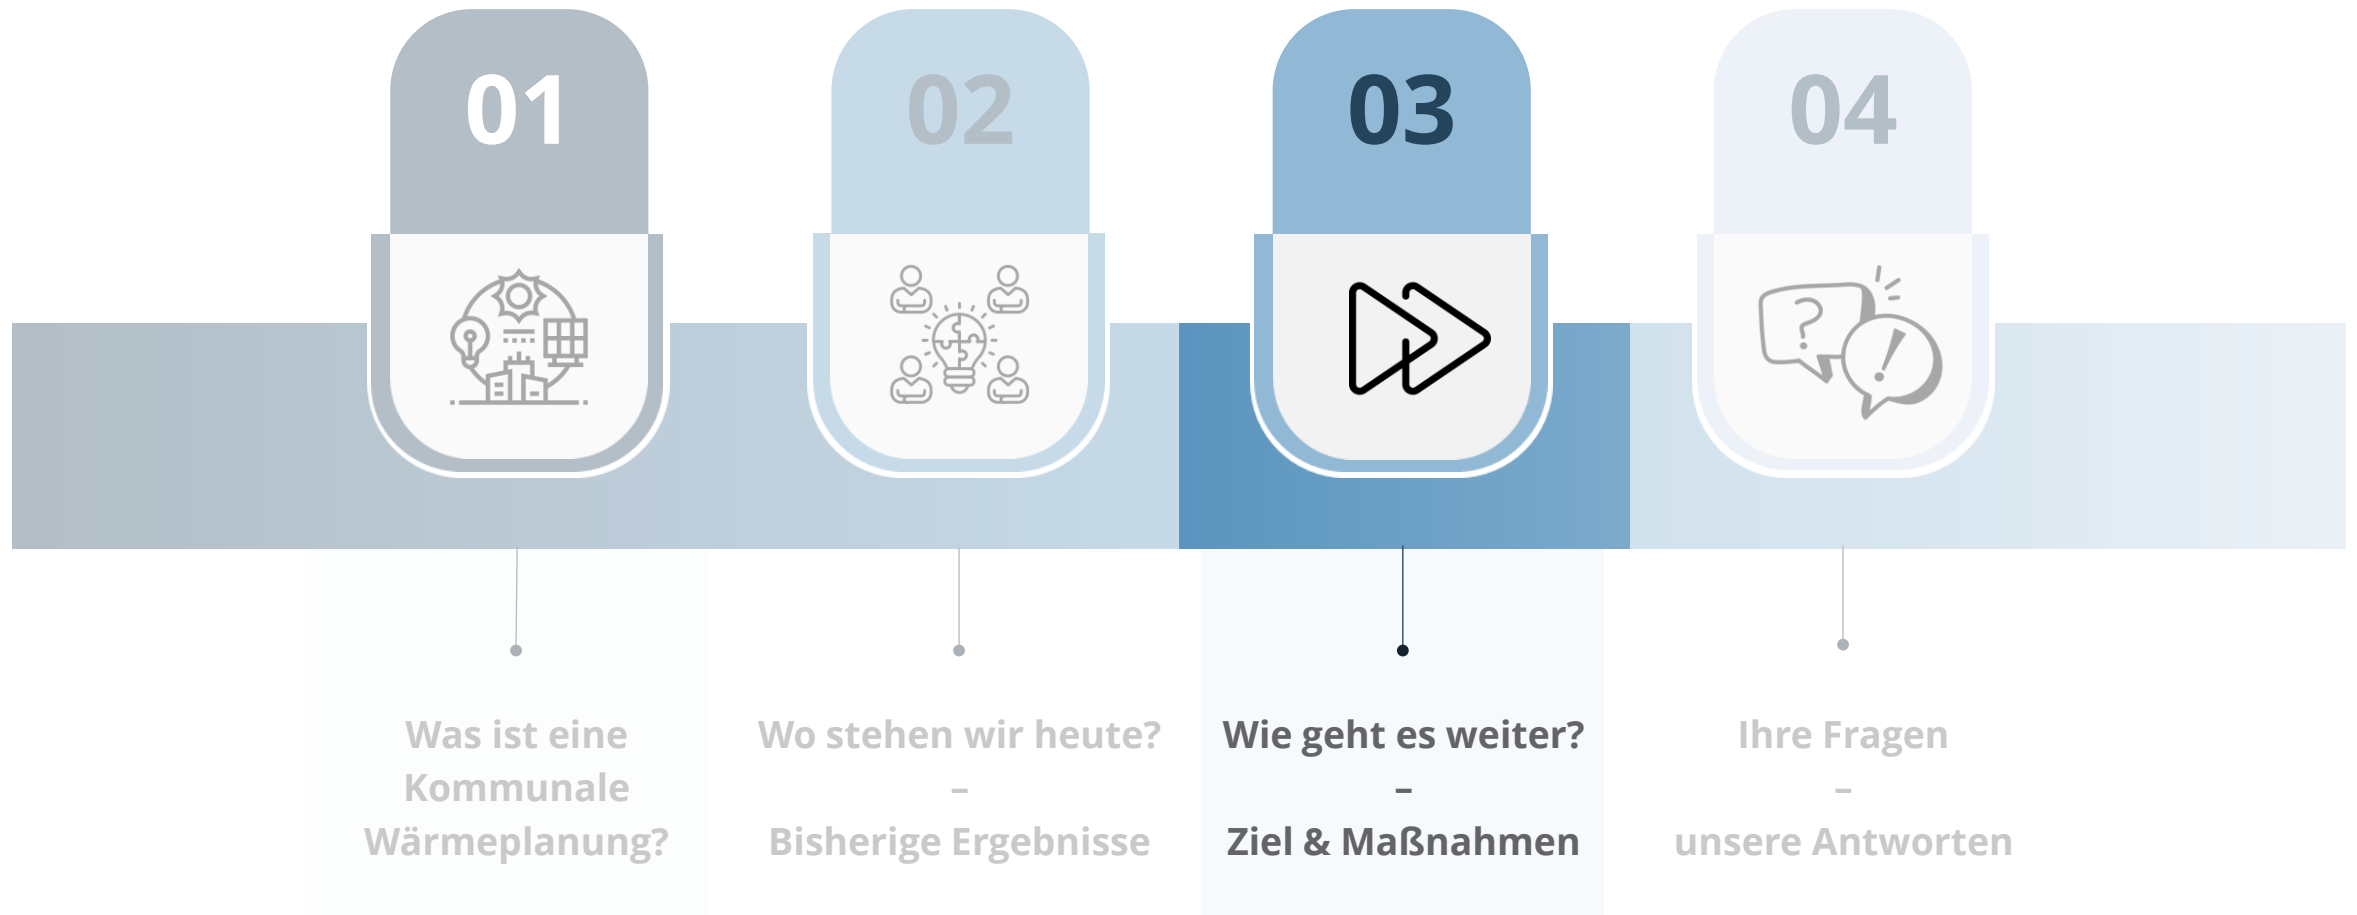 01
02
03
04
Was ist eine
Kommunale
Wärmeplanung?
Wo stehen wir heute?
–
Bisherige Ergebnisse
Wie geht es weiter?
–
Ziel & Maßnahmen
Ihre Fragen
–
unsere Antworten